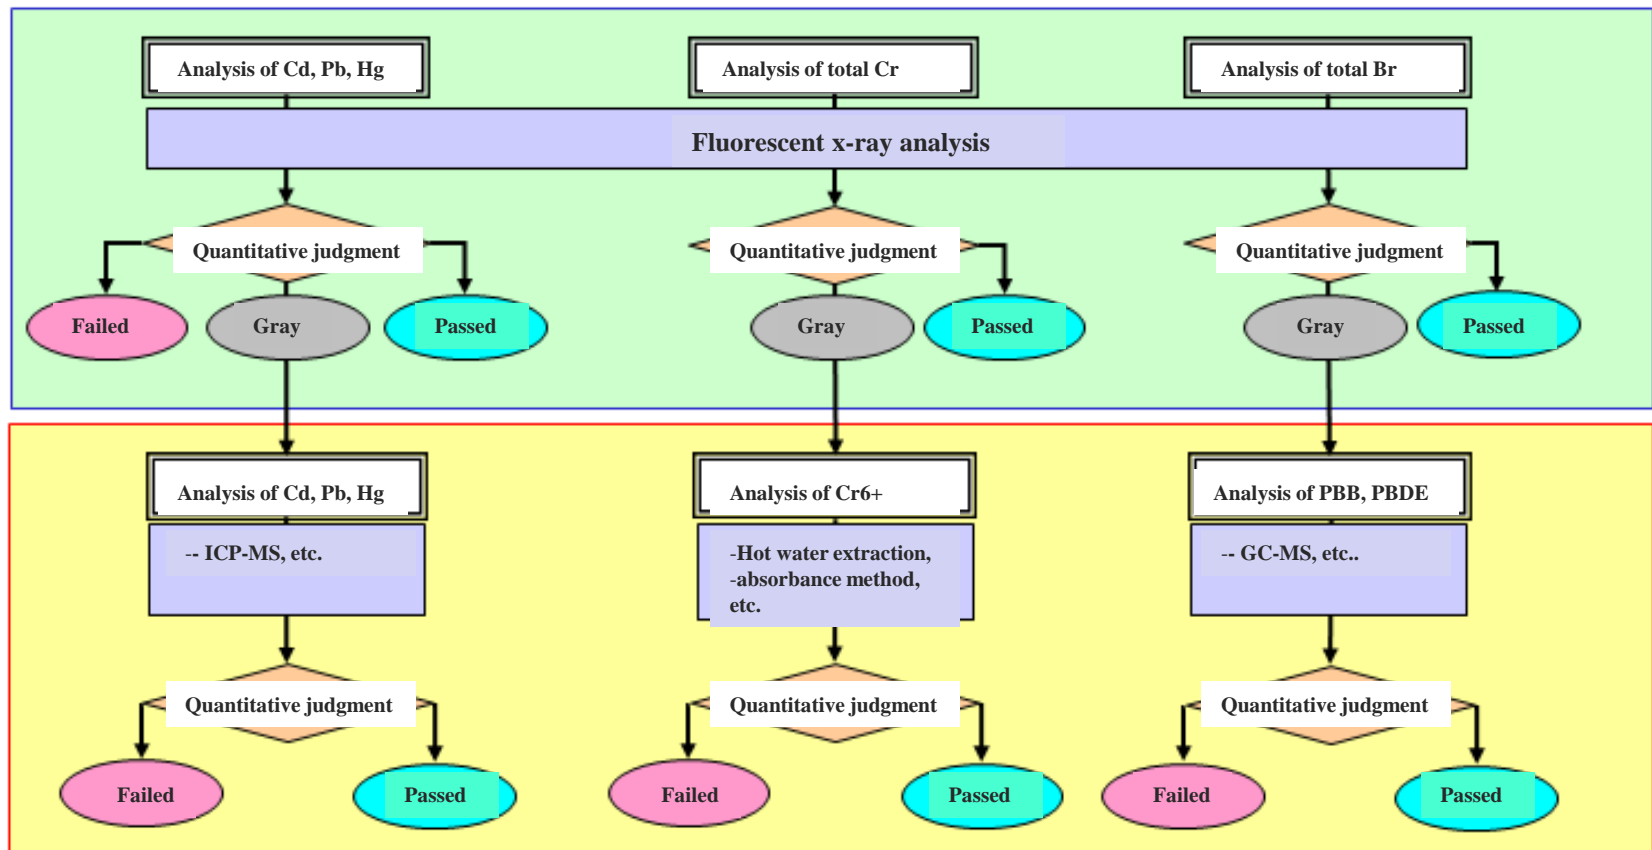 Analysis of Cd, Pb, Hg
Analysis of total Cr
Analysis of total Br
Fluorescent x-ray analysis
Quantitative judgment
Quantitative judgment
Quantitative judgment
Failed
Gray
Passed
Gray
Passed
Gray
Passed
Analysis of Cd, Pb, Hg
Analysis of Cr6+
Analysis of PBB, PBDE
-- ICP-MS, etc.
-Hot water extraction,
-absorbance method,
etc.
-- GC-MS, etc..
Quantitative judgment
Quantitative judgment
Quantitative judgment
Failed
Passed
Failed
Passed
Failed
Passed